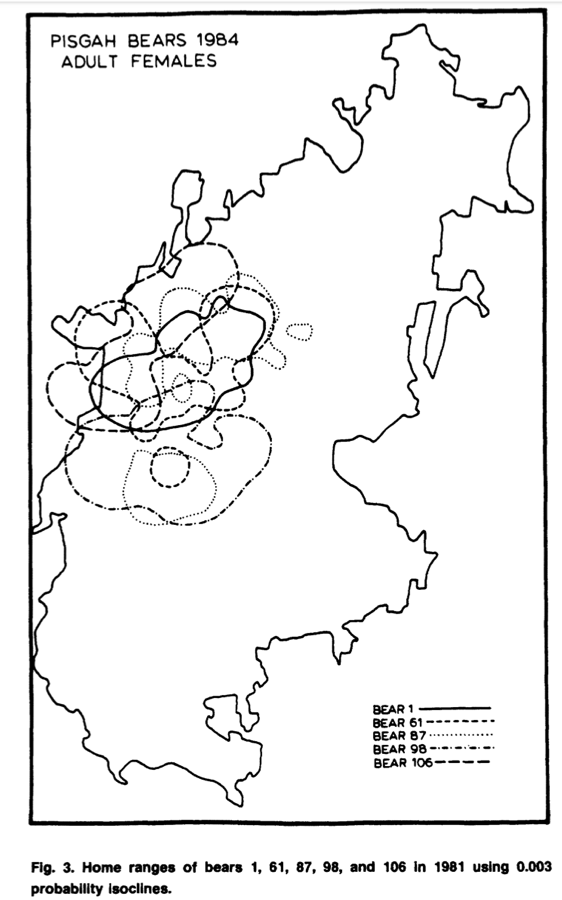 PISGAH BEARS 1984
ADULT FEMALES
BEAR 1
BEAR 61
BEAR 87
BEAR 98
BEAR 106
Fig. 3. Home ranges of bears 1, 61, 87, 98, and 106 in 1981 using 0.003
probability isoclines.